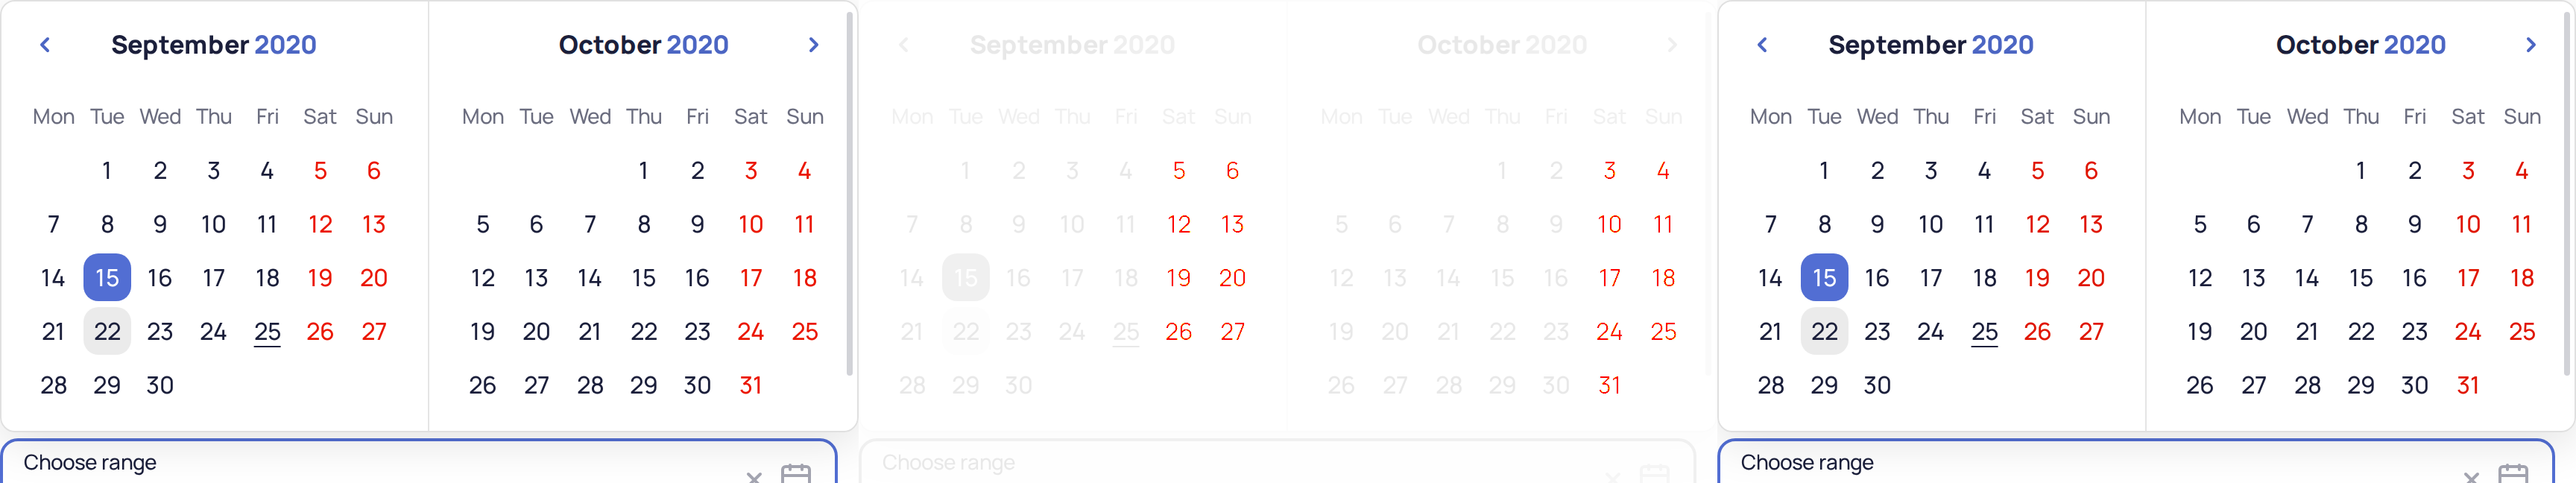 September 2020 October 2020 September 2020 October 2020 September 2020 October 2020
Mon Tue Wed Thu Fri Sat Sun Mon Tue Wed Thu Fri Sat Sun Mon Tue Wed Thu Fri Sat Sun Mon Tue Wed Thu Fri Sat Sun Mon Tue Wed Thu Fri Sat Sun Mon Tue Wed Thu Fri Sat Sun
1 2 3 4 5 6 1 2 3 4 1 2 3 4 5 6 1 2 3 4 1 2 3 4 5 6 1 2 3 4
7 8 9 10 11 12 13 5 6 7 8 9 10 11 7 8 9 10 11 12 13 5 6 7 8 9 10 11 7 8 9 10 11 12 13 5 6 7 8 9 10 11
14 15 16 17 18 19 20 12 13 14 15 16 17 18 14 15 16 17 18 19 20 12 13 14 15 16 17 18 14 15 16 17 18 19 20 12 13 14 15 16 17 18
21 22 23 24 25 26 27 19 20 21 22 23 24 25 21 22 23 24 25 26 27 19 20 21 22 23 24 25 21 22 23 24 25 26 27 19 20 21 22 23 24 25
28 29 30 26 27 28 29 30 31 28 29 30 26 27 28 29 30 31 28 29 30 26 27 28 29 30 31
Choose range Choose range Choose range